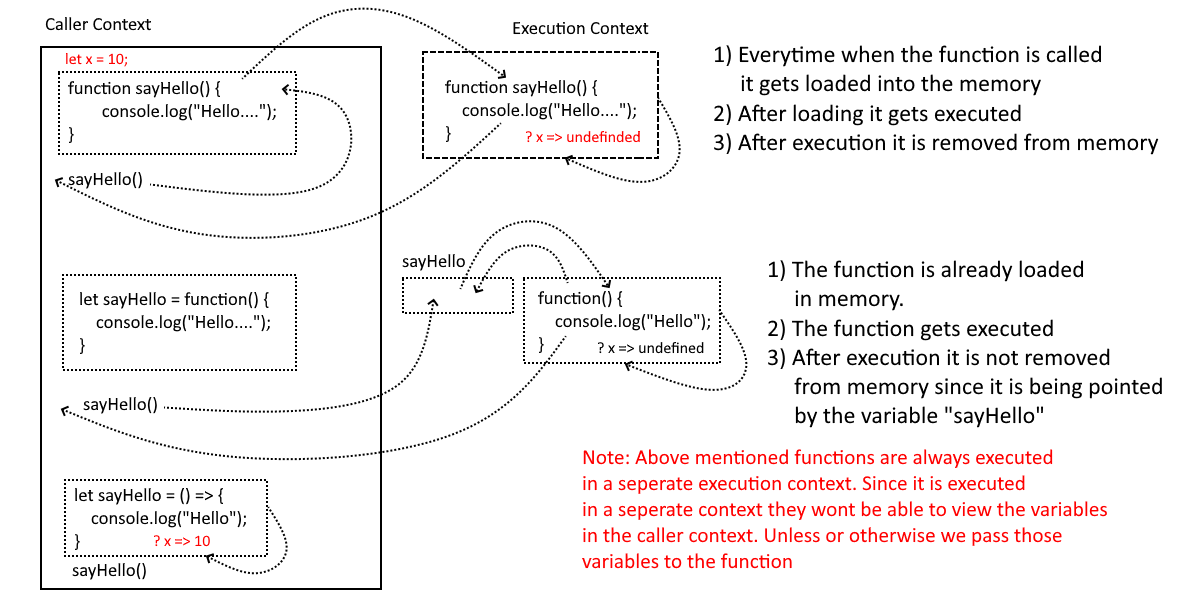 Caller Context
let x = 10;
function sayHello() {
console.log("Hello....");
}
sayHello()
let sayHello = function() {
console.log("Hello....");
}
sayHello()
let sayHello = () => {
console.log("Hello");
}
? x => 10
sayHello()
Execution Context
function sayHello() {
console.log("Hello....");
}
? x => undefinded
sayHello
function() {
console.log("Hello");
}
? x => undefined
1) Everytime when the function is called
it gets loaded into the memory
2) After loading it gets executed
3) After execution it is removed from memory
1) The function is already loaded
in memory.
2) The function gets executed
3) After execution it is not removed
from memory since it is being pointed
by the variable "sayHello"
Note: Above mentioned functions are always executed
in a seperate execution context. Since it is executed
in a seperate context they wont be able to view the variables
in the caller context. Unless or otherwise we pass those
variables to the function